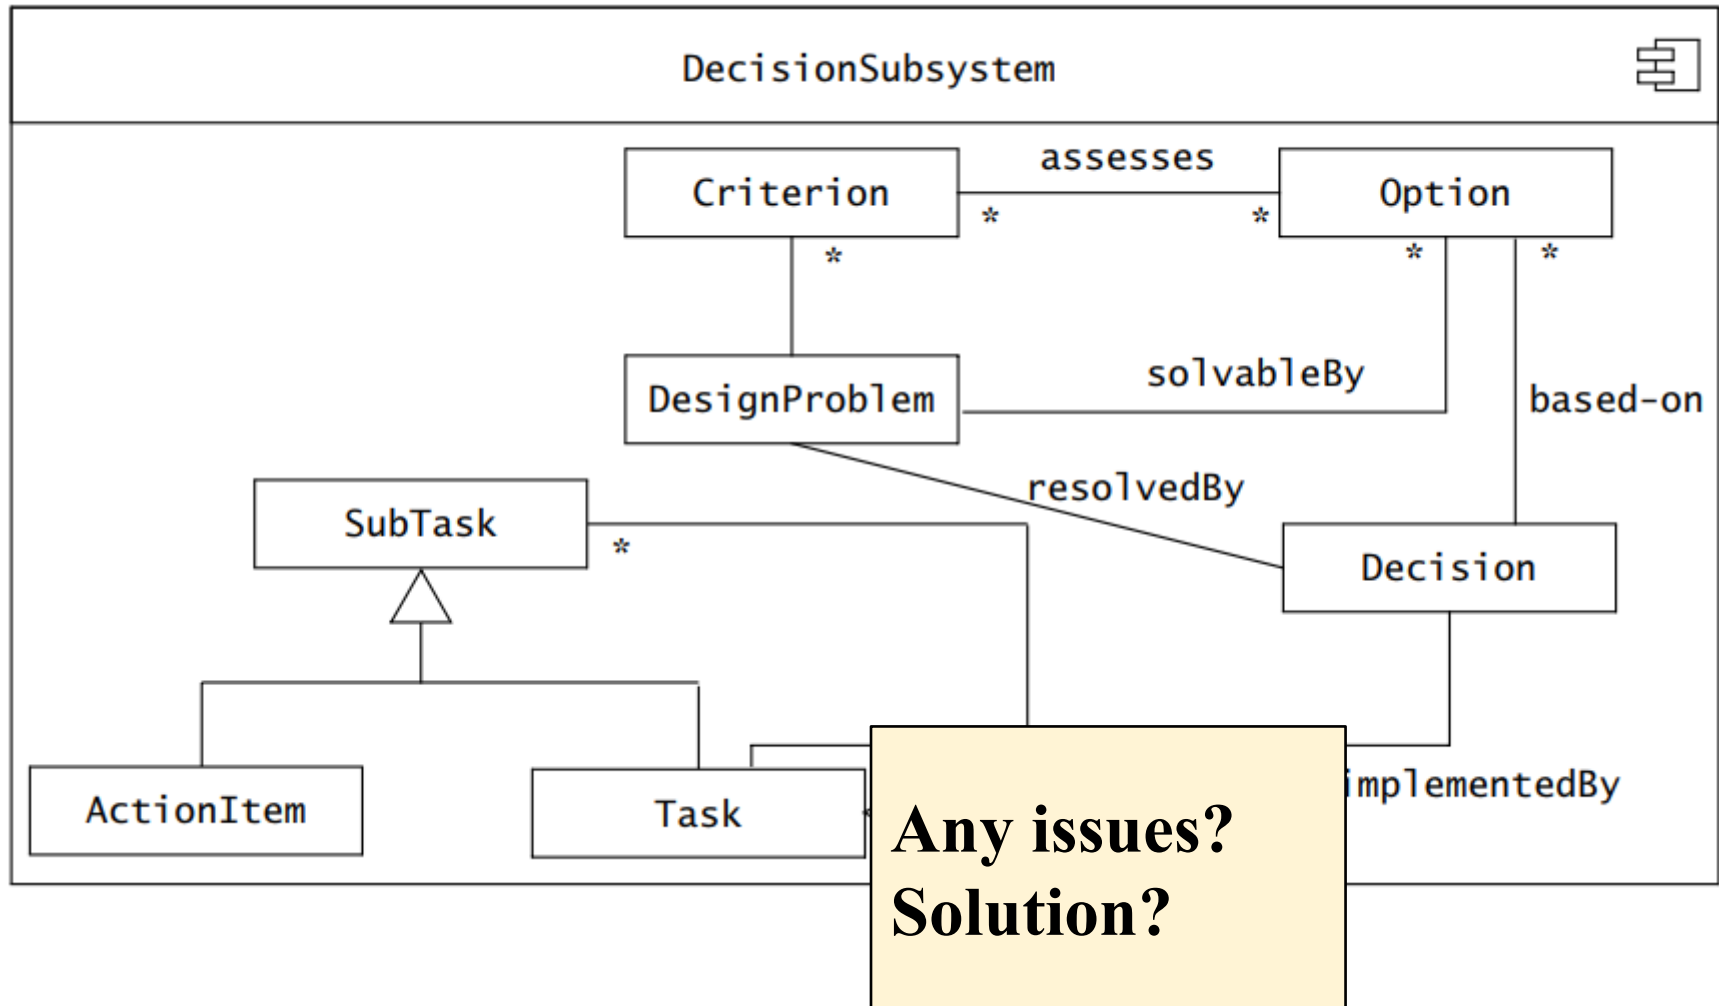 DecisionSubsystem
assesses
Criterion
Option
*
*
*
*
*
solvableBy
DesignProblem
based-on
resolvedBy
SubTask
*
Decision
implementedBy
ActionItem
Task
Any issues?
Solution?